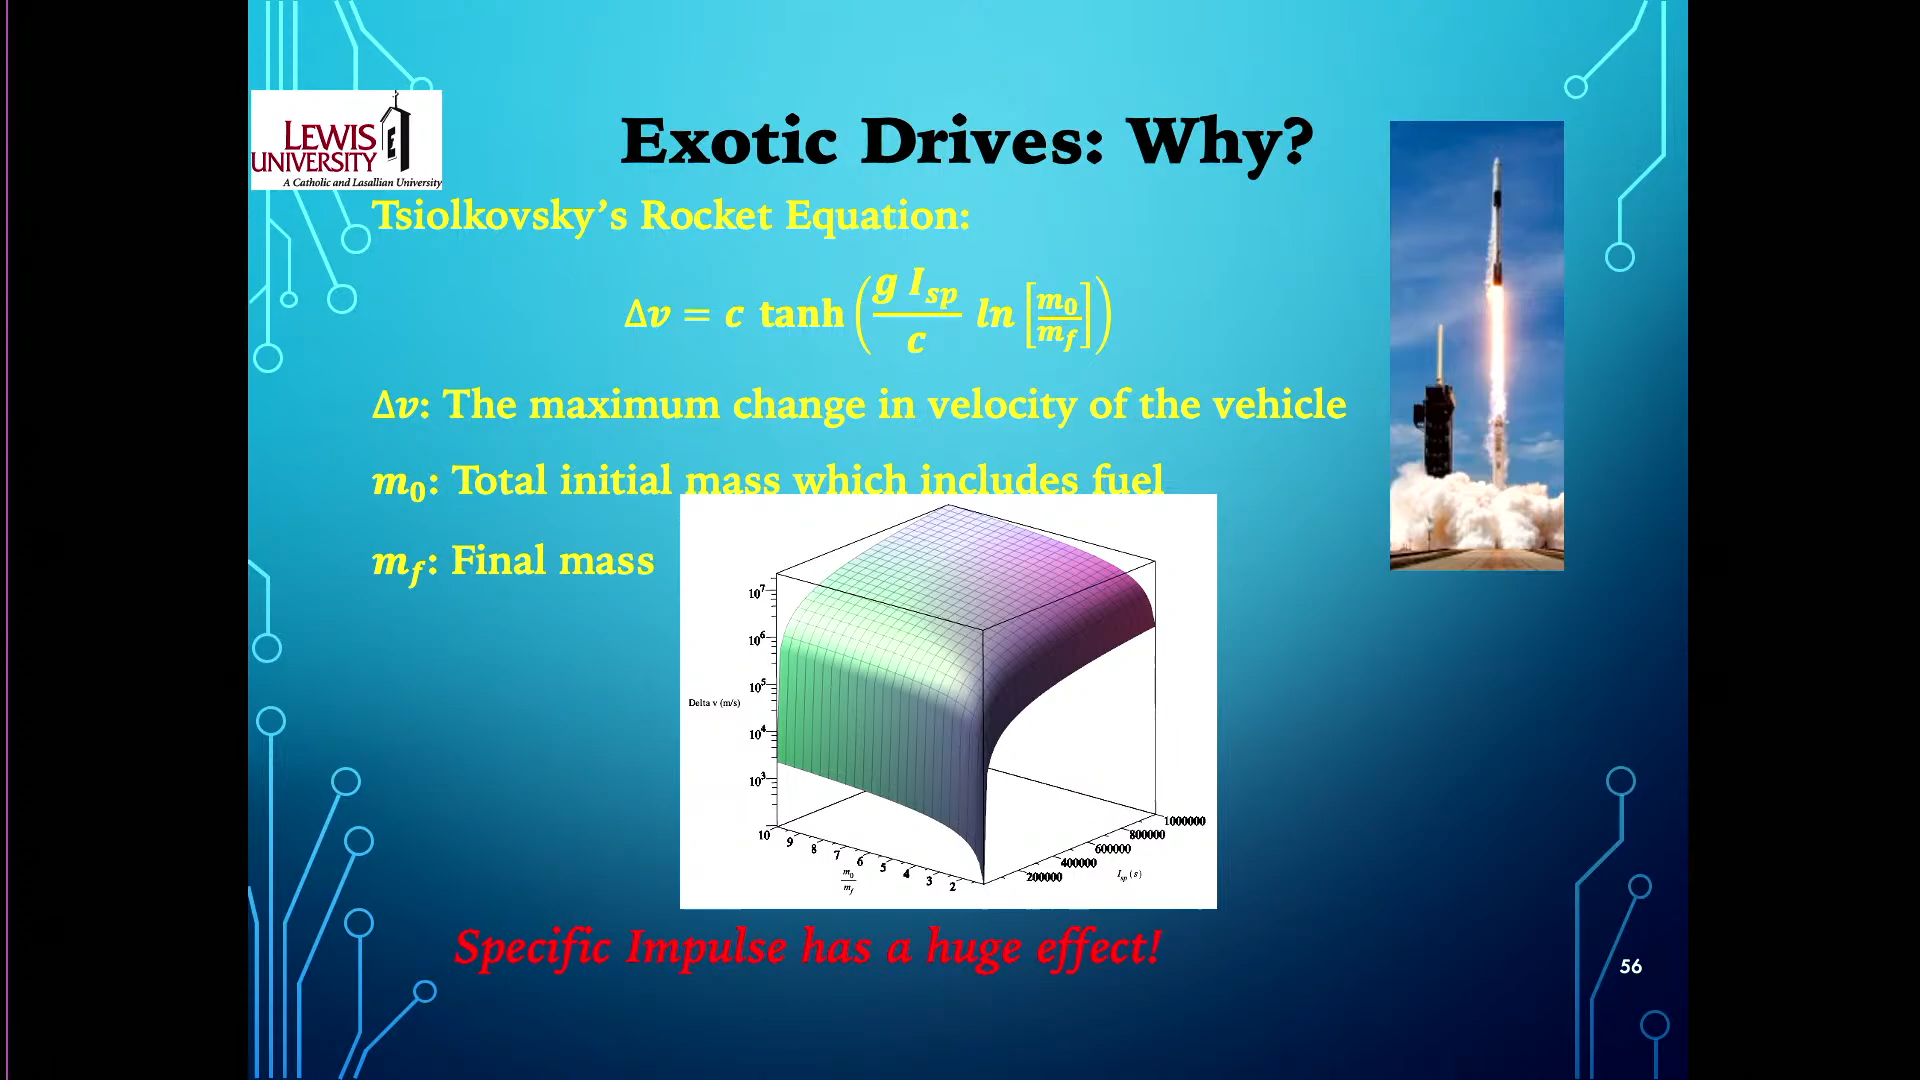 LEWIS
UNIVERSITY
A Catholic and Lasallian University
Exotic Drives: Why?
Tsiolkovsky’s Rocket Equation:
Δv = c tanh (g I_sp / c ln [m_0 / m_f])
Δv: The maximum change in velocity of the vehicle
m_0: Total initial mass which includes fuel
m_f: Final mass
10^7
10^6
10^5
Delta v (m/s)
10^4
10^3
10 9 8 7 6 5 4 3 2
m_0 / m_f
200000 400000 600000 800000 1000000
I_sp (s)
Specific Impulse has a huge effect!
56